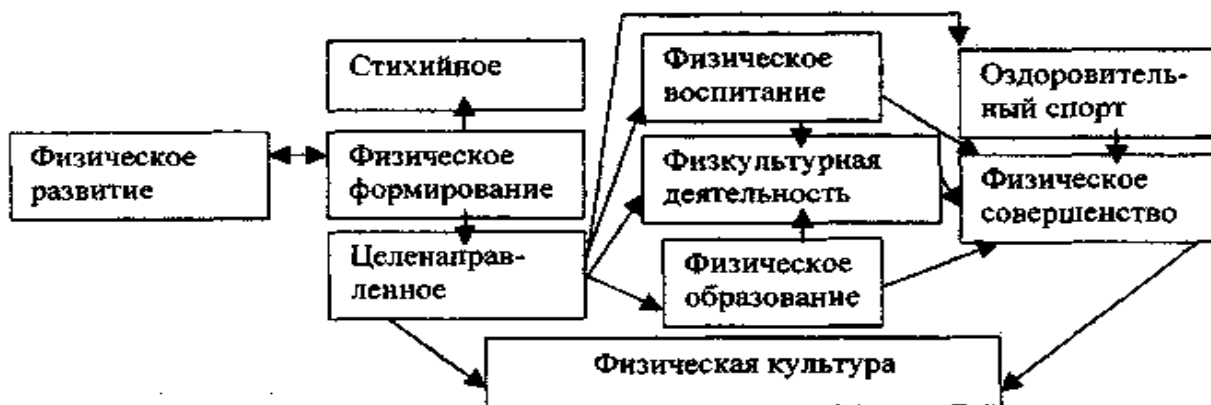 Стихийное
Физическое
воспитание
Оздоровитель-
ный спорт
Физическое
развитие
Физическое
формирование
Физкультурная
деятельность
Физическое
совершенство
Целенаправ-
ленное
Физическое
образование
Физическая культура